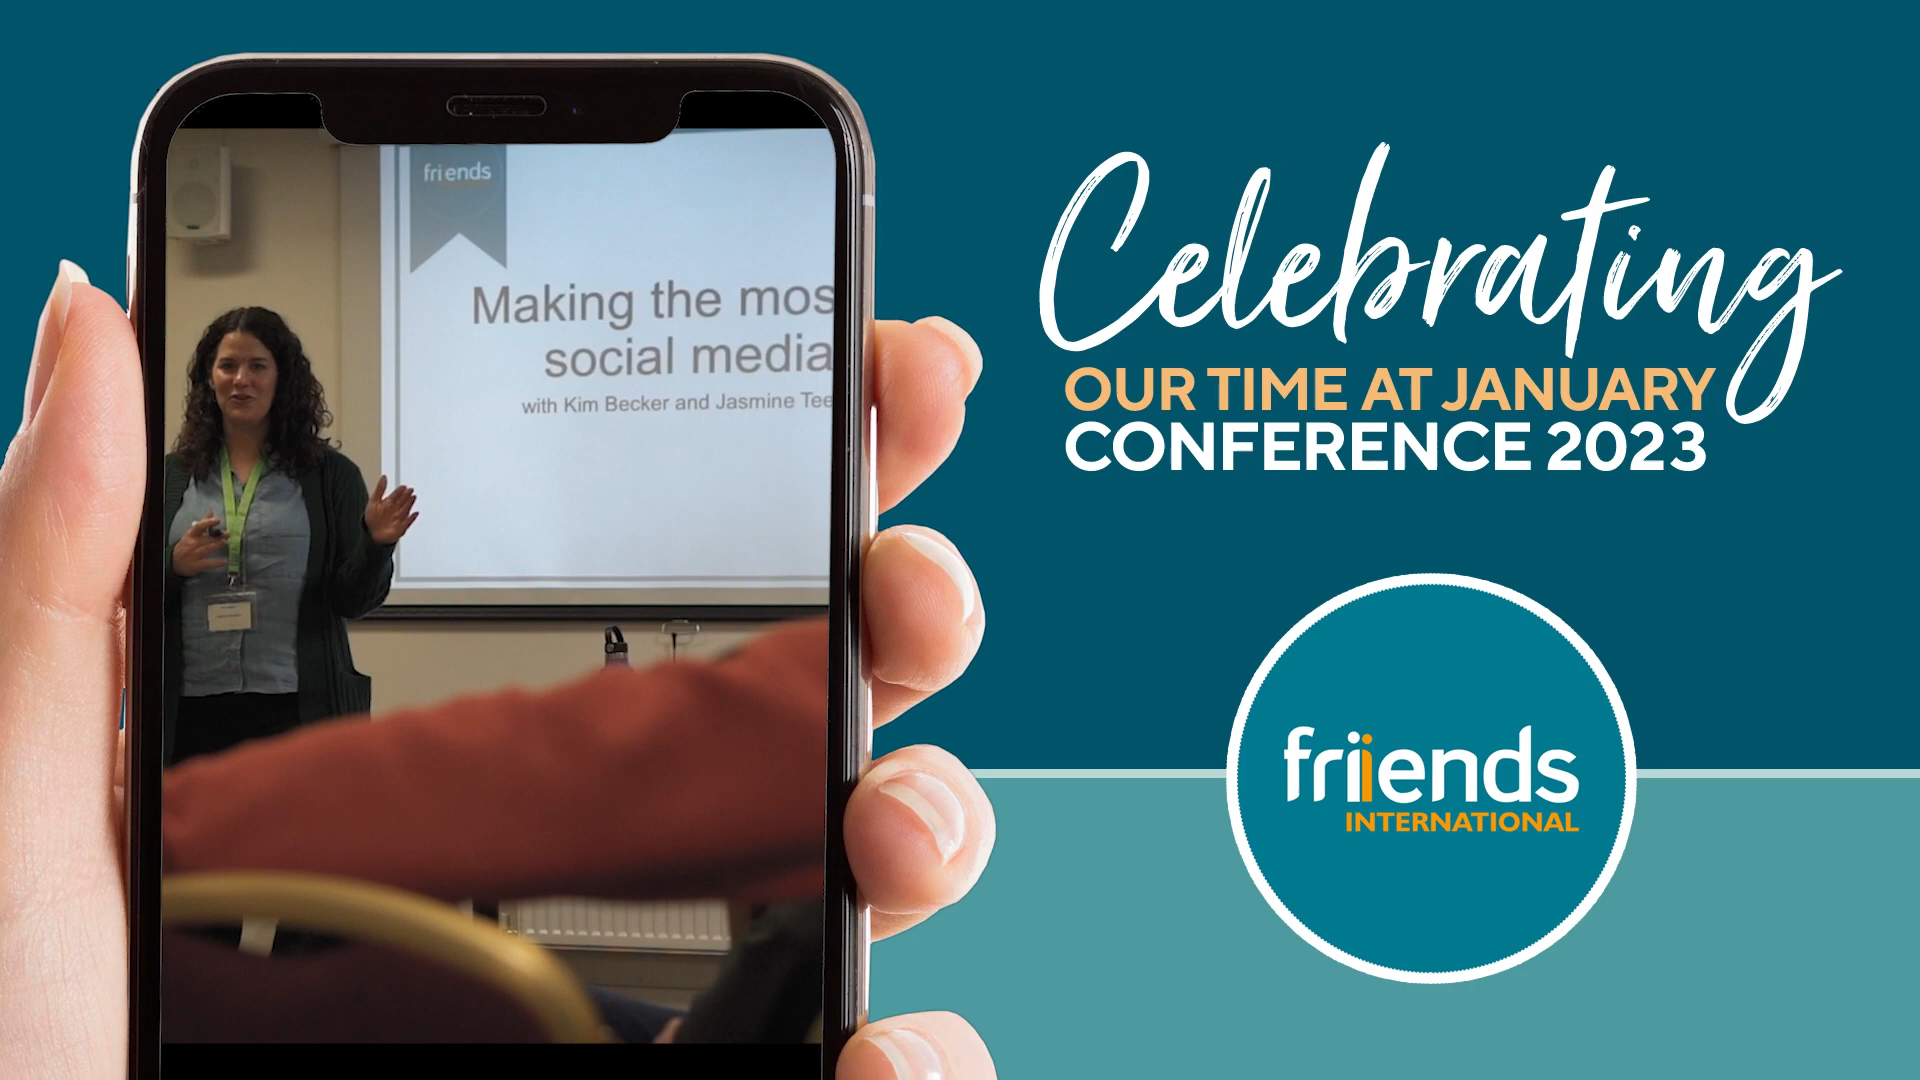 friends
Making the mos
social media
with Kim Becker and Jasmine Tee
Celebrating
OUR TIME AT JANUARY
CONFERENCE 2023
friiends
INTERNATIONAL